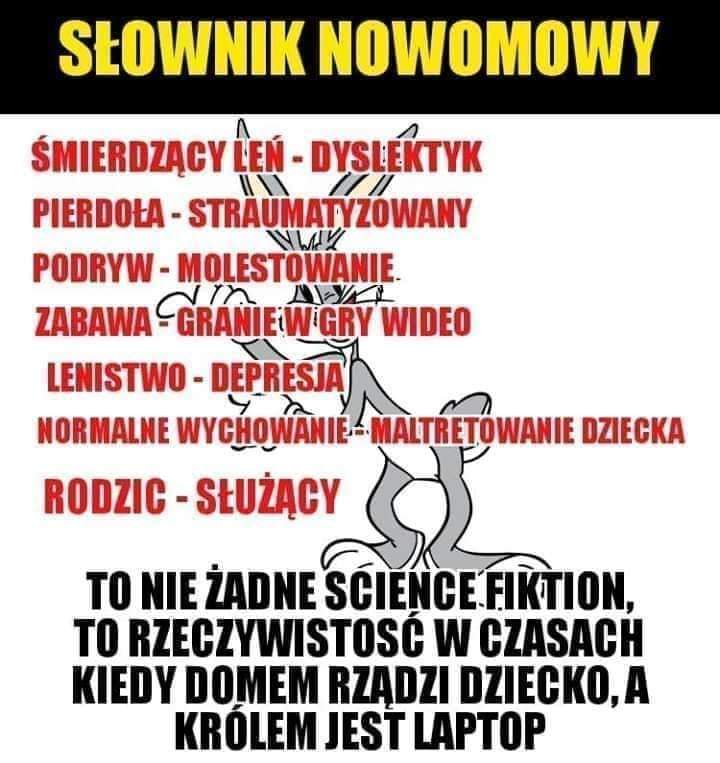 SŁOWNIK NOWOMOWY
ŚMIERDZĄCY LEŃ - DYSLEKTYK
PIERDOŁA - STRAUMATYZOWANY
PODRYW - MOLESTOWANIE
ZABAWA - GRANIE W GRY WIDEO
LENISTWO - DEPRESJA
NORMALNE WYCHOWANIE - MALTRETOWANIE DZIECKA
RODZIC - SŁUŻĄCY
TO NIE ŻADNE SCIENCE FIKTION,
TO RZECZYWISTOSĆ W CZASACH
KIEDY DOMEM RZĄDZI DZIECKO, A
KRÓLEM JEST LAPTOP